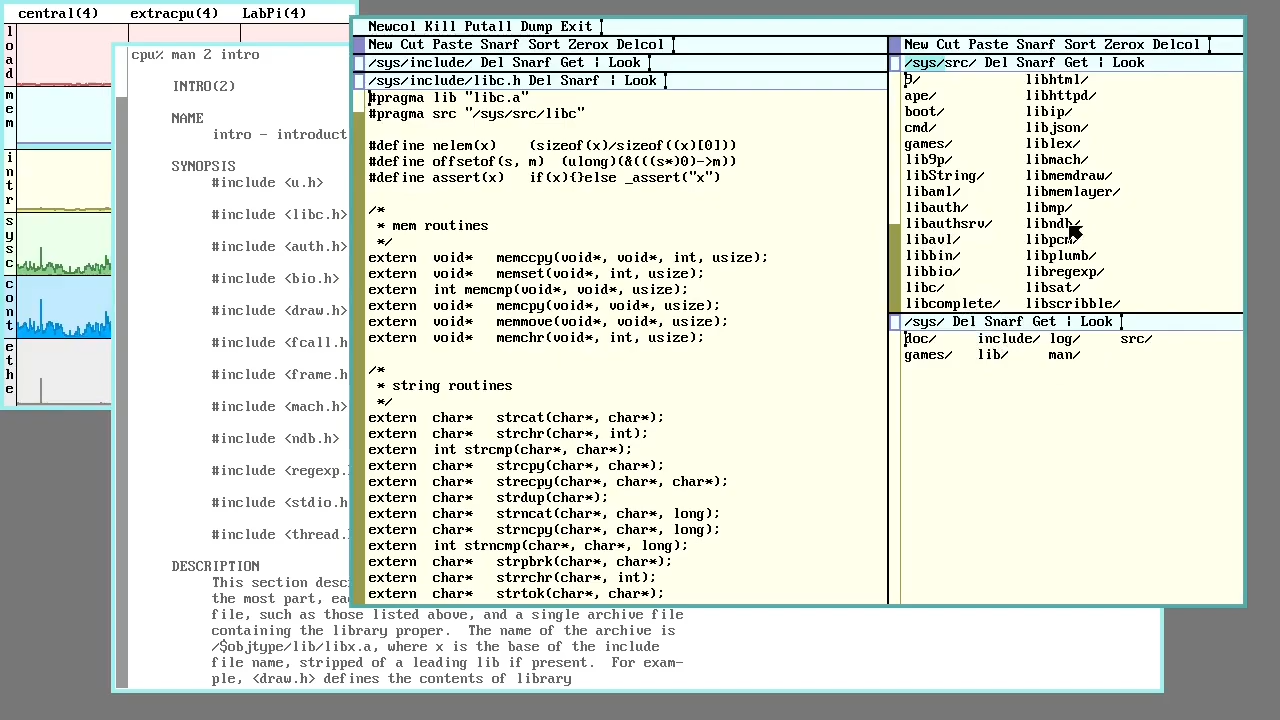 central(4) extracpu(4) LabPi(4)
load
mem
intr
sysc
cont
ethe
cpu% man 2 intro
INTRO(2)
NAME
intro - introduct
SYNOPSIS
#include <u.h>
#include <libc.h>
#include <auth.h>
#include <bio.h>
#include <draw.h>
#include <fcall.h
#include <frame.h
#include <mach.h>
#include <ndb.h>
#include <regexp.
#include <stdio.h
#include <thread.
DESCRIPTION
This section desc
the most part, ea
file, such as those listed above, and a single archive file
containing the library proper.  The name of the archive is
/$objtype/lib/libx.a, where x is the base of the include
file name, stripped of a leading lib if present.  For exam-
ple, <draw.h> defines the contents of library
Newcol Kill Putall Dump Exit
New Cut Paste Snarf Sort Zerox Delcol
/sys/include/ Del Snarf Get | Look
/sys/include/libc.h Del Snarf | Look
#pragma lib "libc.a"
#pragma src "/sys/src/libc"
#define nelem(x)    (sizeof(x)/sizeof((x)[0]))
#define offsetof(s, m)  (ulong)(&(((s*)0)->m))
#define assert(x)   if(x){}else _assert("x")
/*
 * mem routines
 */
extern  void*   memccpy(void*, void*, int, usize);
extern  void*   memset(void*, int, usize);
extern  int memcmp(void*, void*, usize);
extern  void*   memcpy(void*, void*, usize);
extern  void*   memmove(void*, void*, usize);
extern  void*   memchr(void*, int, usize);
/*
 * string routines
 */
extern  char*   strcat(char*, char*);
extern  char*   strchr(char*, int);
extern  int strcmp(char*, char*);
extern  char*   strcpy(char*, char*);
extern  char*   strecpy(char*, char*, char*);
extern  char*   strdup(char*);
extern  char*   strncat(char*, char*, long);
extern  char*   strncpy(char*, char*, long);
extern  int strncmp(char*, char*, long);
extern  char*   strpbrk(char*, char*);
extern  char*   strrchr(char*, int);
extern  char*   strtok(char*, char*);
New Cut Paste Snarf Sort Zerox Delcol
/sys/src/ Del Snarf Get | Look
9/ libhtml/
ape/ libhttpd/
boot/ libip/
cmd/ libjson/
games/ liblex/
lib9p/ libmach/
libString/ libmemdraw/
libaml/ libmemlayer/
libauth/ libmp/
libauthsrv/ libndb/
libavl/ libpcm/
libbin/ libplumb/
libbio/ libregexp/
libc/ libsat/
libcomplete/ libscribble/
/sys/ Del Snarf Get | Look
doc/ include/ log/ src/
games/ lib/ man/